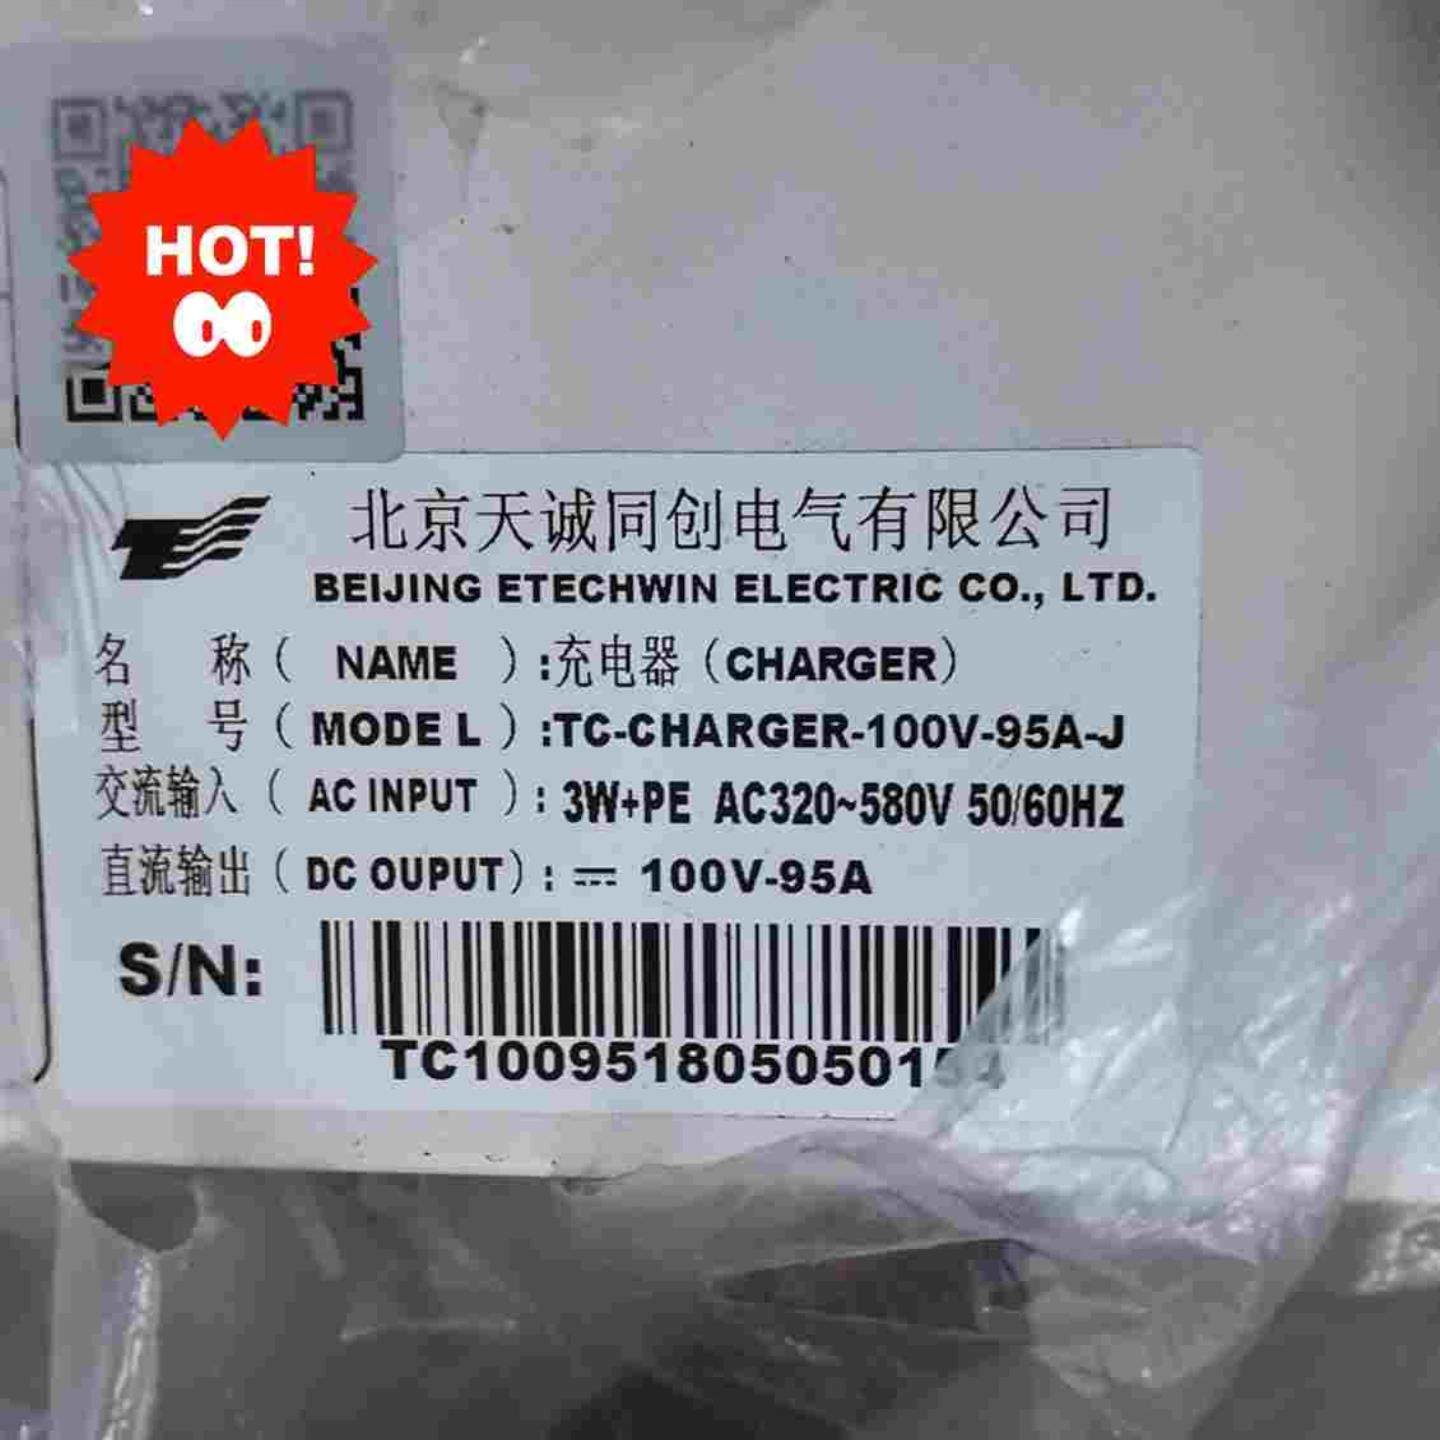 HOT!
北京天诚同创电气有限公司
BEIJING ETECHWIN ELECTRIC CO., LTD.
名 称( NAME ):充电器(CHARGER)
型 号( MODEL ):TC-CHARGER-100V-95A-J
交流输入( AC INPUT ): 3W+PE AC320~580V 50/60HZ
直流输出( DC OUPUT): ⎓ 100V-95A
S/N: